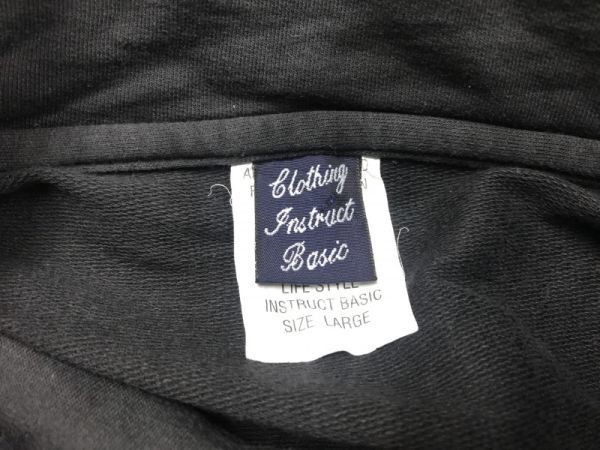 Clothing
Instruct
Basic
LIFE STYLE
INSTRUCT BASIC
SIZE LARGE